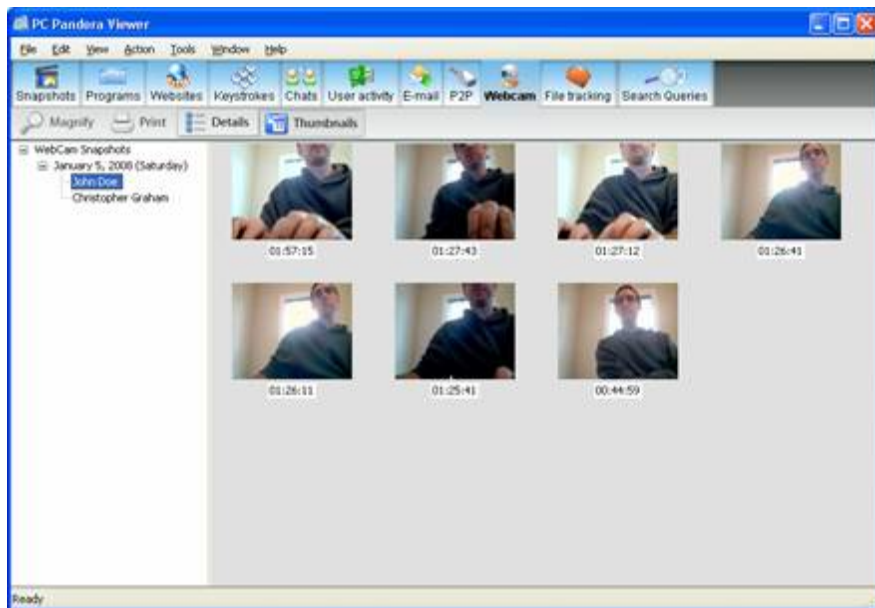 PC Pandora Viewer
File Edit View Action Tools Window Help
Snapshots Programs Websites Keystrokes Chats User activity E-mail P2P Webcam File tracking Search Queries
Magnify Print Details Thumbnails
WebCam Snapshots
January 5, 2008 (Saturday)
John Doe
Christopher Graham
01:57:15 01:27:43 01:27:12 01:26:41
01:26:11 01:25:41 00:44:59
Ready